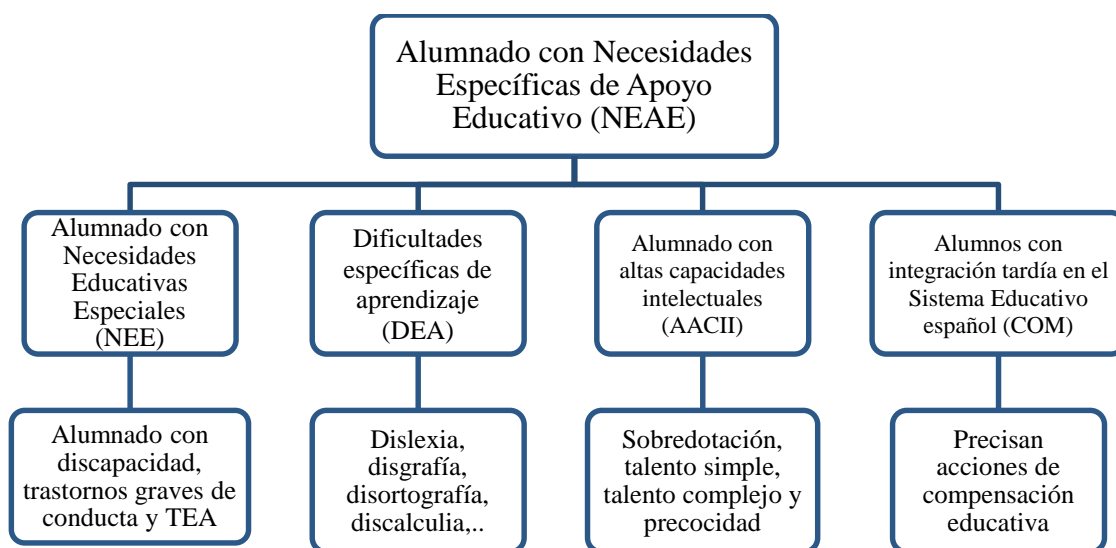 Alumnado con Necesidades
Específicas de Apoyo
Educativo (NEAE)
Alumnado con
Necesidades
Educativas
Especiales
(NEE)
Dificultades
específicas de
aprendizaje
(DEA)
Alumnado con
altas capacidades
intelectuales
(AACII)
Alumnos con
integración tardía en el
Sistema Educativo
español (COM)
Alumnado con
discapacidad,
trastornos graves de
conducta y TEA
Dislexia,
disgrafía,
disortografía,
discalculia,..
Sobredotación,
talento simple,
talento complejo y
precocidad
Precisan
acciones de
compensación
educativa